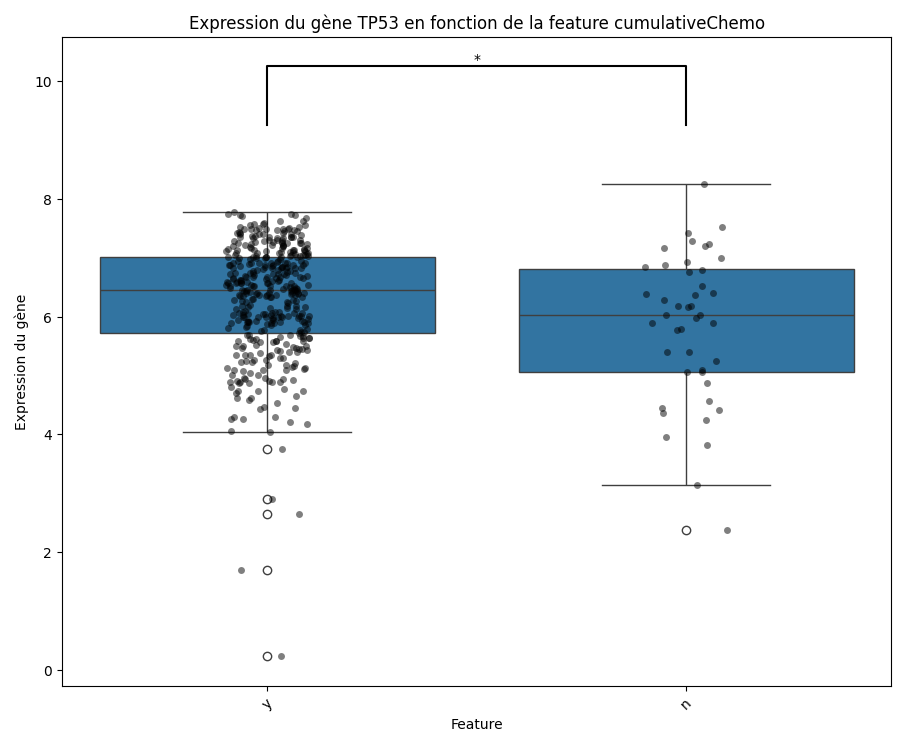 Expression du gène TP53 en fonction de la feature cumulativeChemo
*
10
8
6
4
2
0
Expression du gène
y
n
Feature